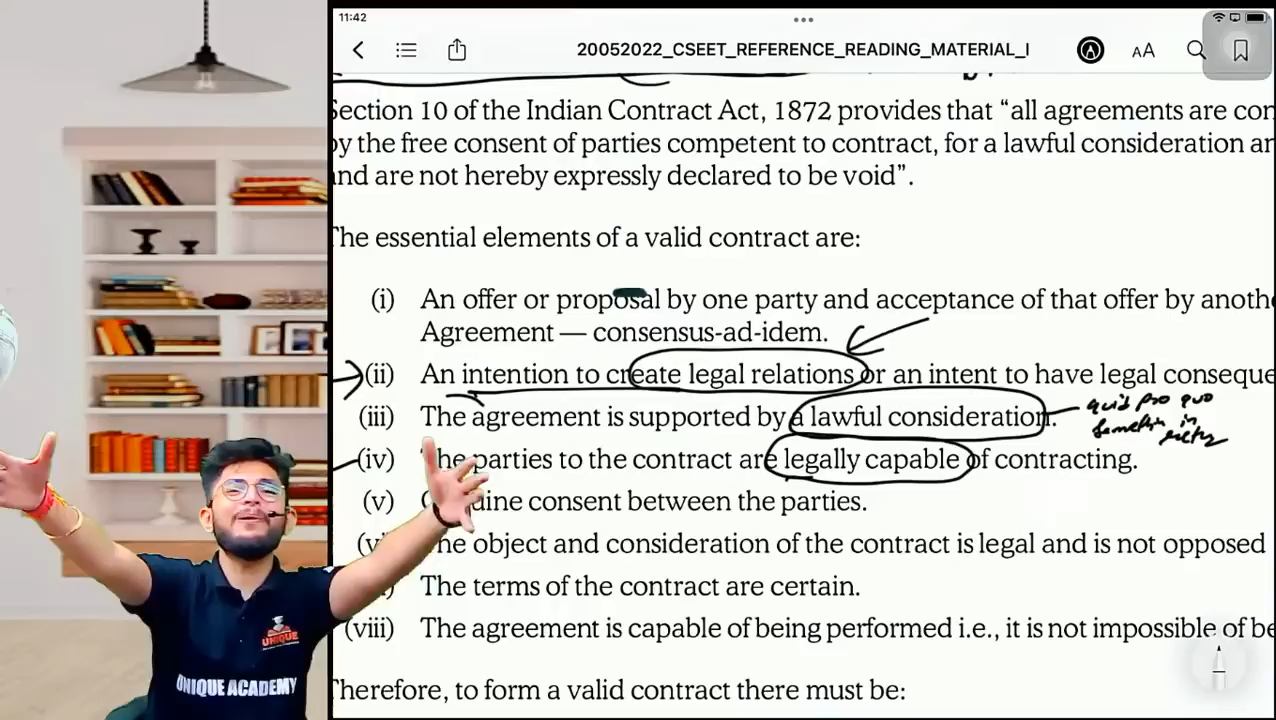 11:42
20052022_CSEET_REFERENCE_READING_MATERIAL_I
AA
Section 10 of the Indian Contract Act, 1872 provides that “all agreements are con
by the free consent of parties competent to contract, for a lawful consideration an
and are not hereby expressly declared to be void”.
The essential elements of a valid contract are:
(i) An offer or proposal by one party and acceptance of that offer by anothe
Agreement — consensus-ad-idem.
(ii) An intention to create legal relations or an intent to have legal conseque
(iii) The agreement is supported by a lawful consideration.
quid pro quo
in
(iv) The parties to the contract are legally capable of contracting.
(v) uine consent between the parties.
(v he object and consideration of the contract is legal and is not opposed
The terms of the contract are certain.
(viii) The agreement is capable of being performed i.e., it is not impossible of be
Therefore, to form a valid contract there must be:
UNIQUE
UNIQUE ACADEMY